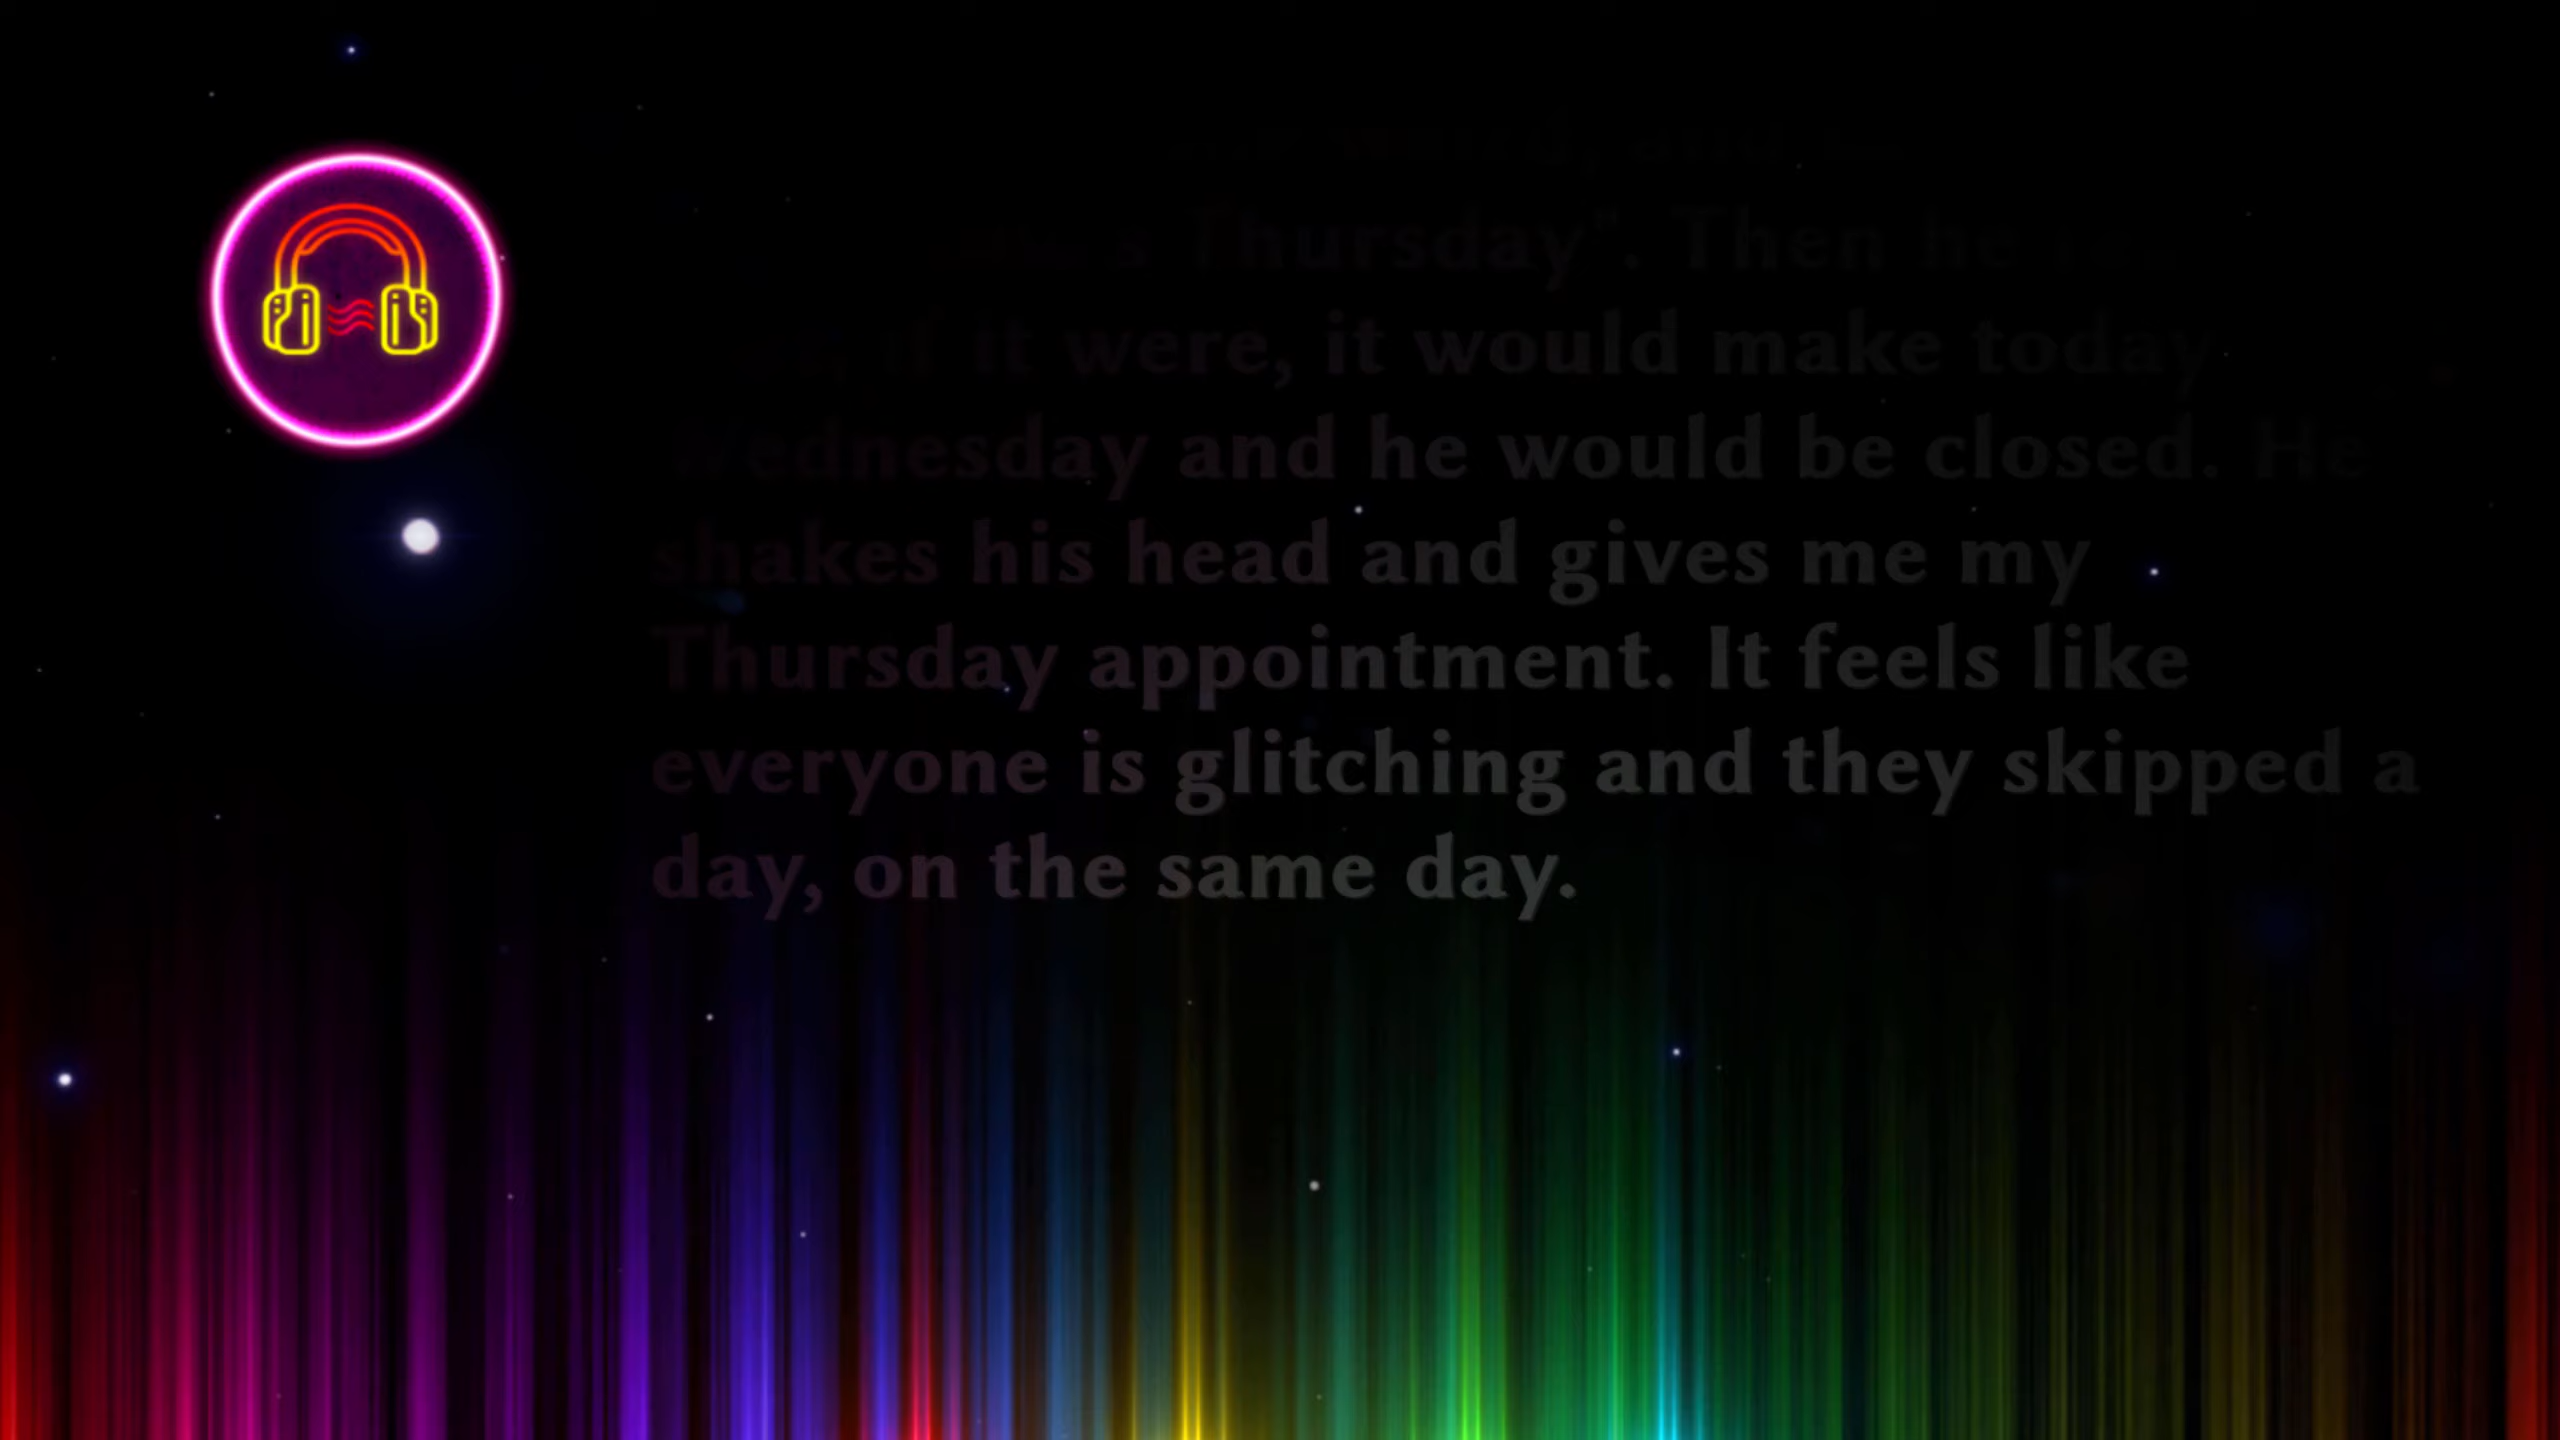 Thursday". Then he
if it were, it would make today
Wednesday and he would be closed. He
shakes his head and gives me my
Thursday appointment. It feels like
everyone is glitching and they skipped a
day, on the same day.